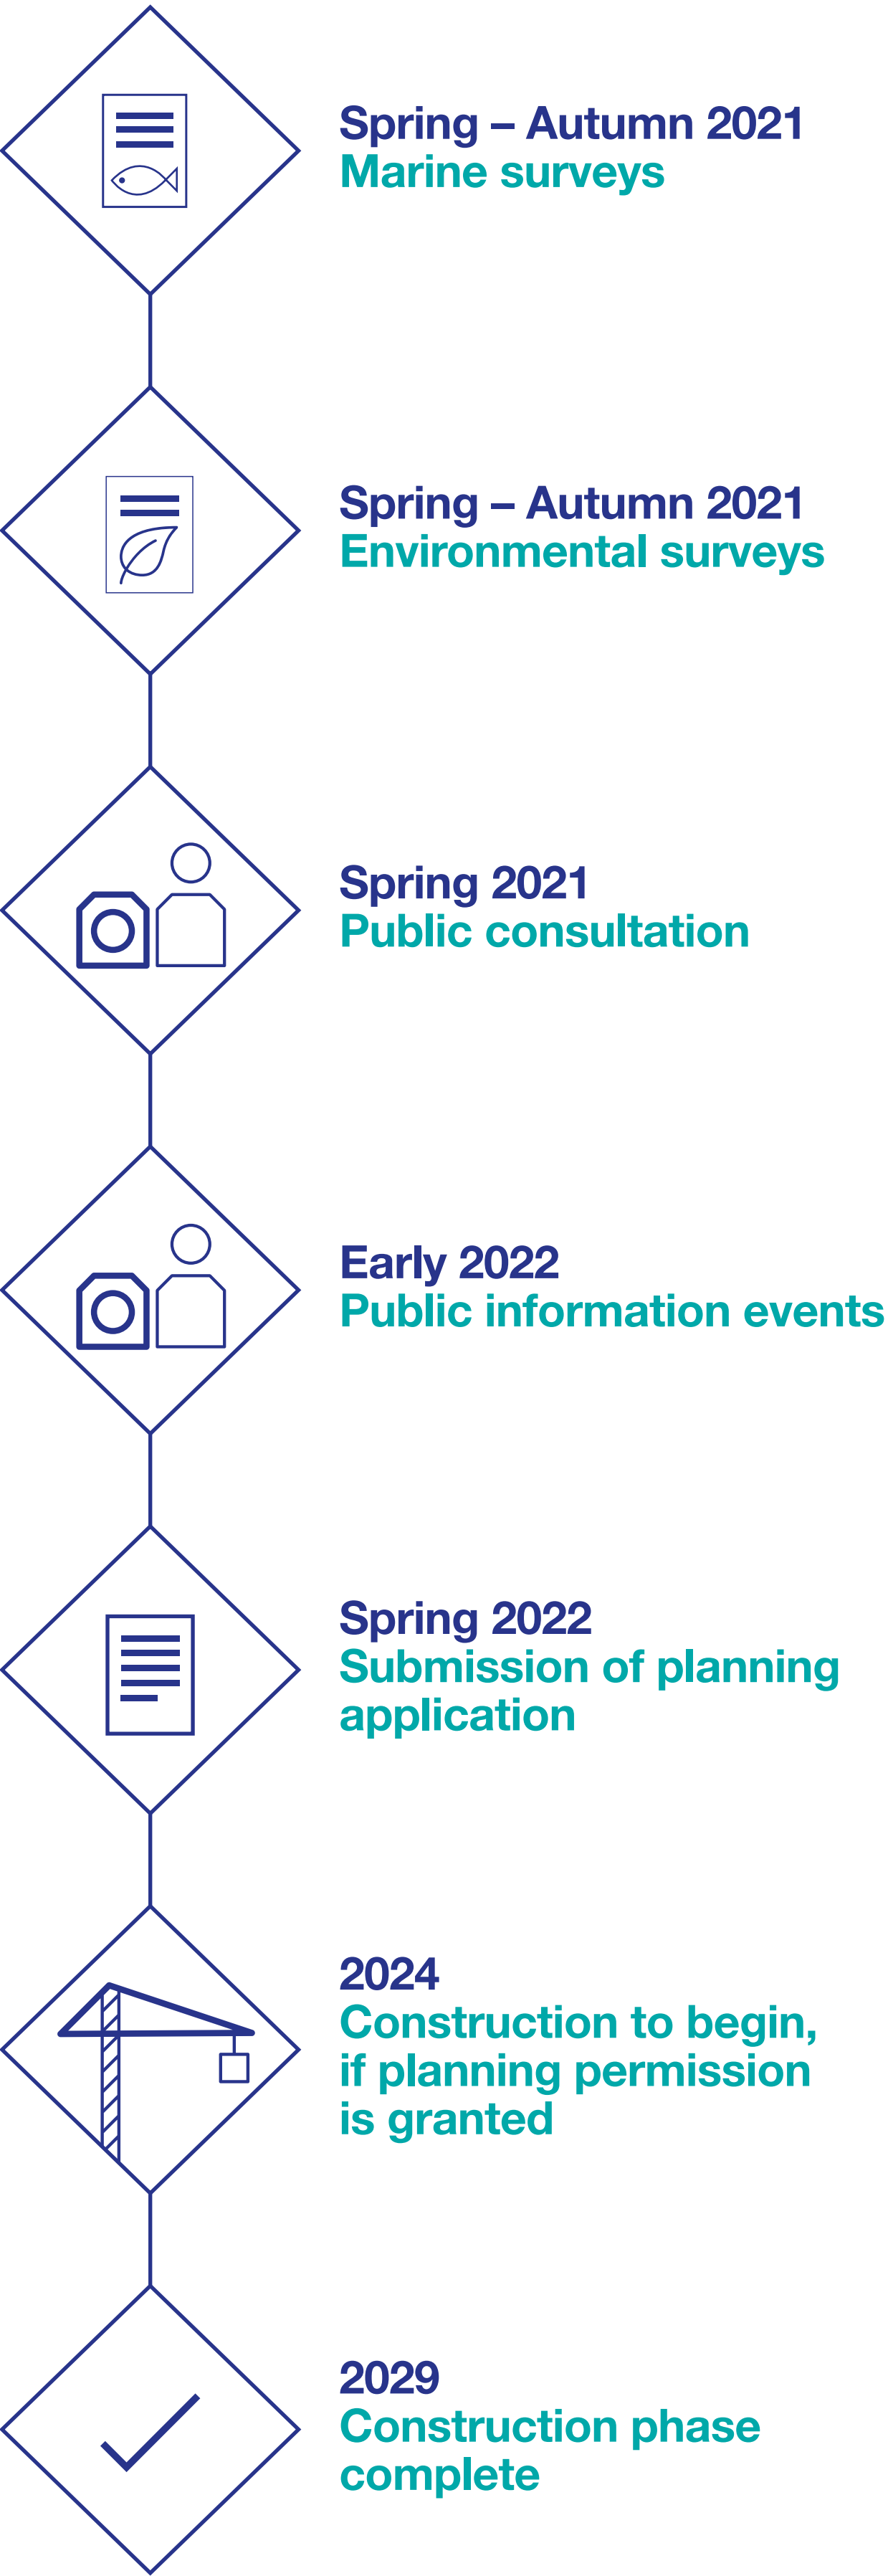 Spring – Autumn 2021
Marine surveys
Spring – Autumn 2021
Environmental surveys
Spring 2021
Public consultation
Early 2022
Public information events
Spring 2022
Submission of planning
application
2024
Construction to begin,
if planning permission
is granted
2029
Construction phase
complete